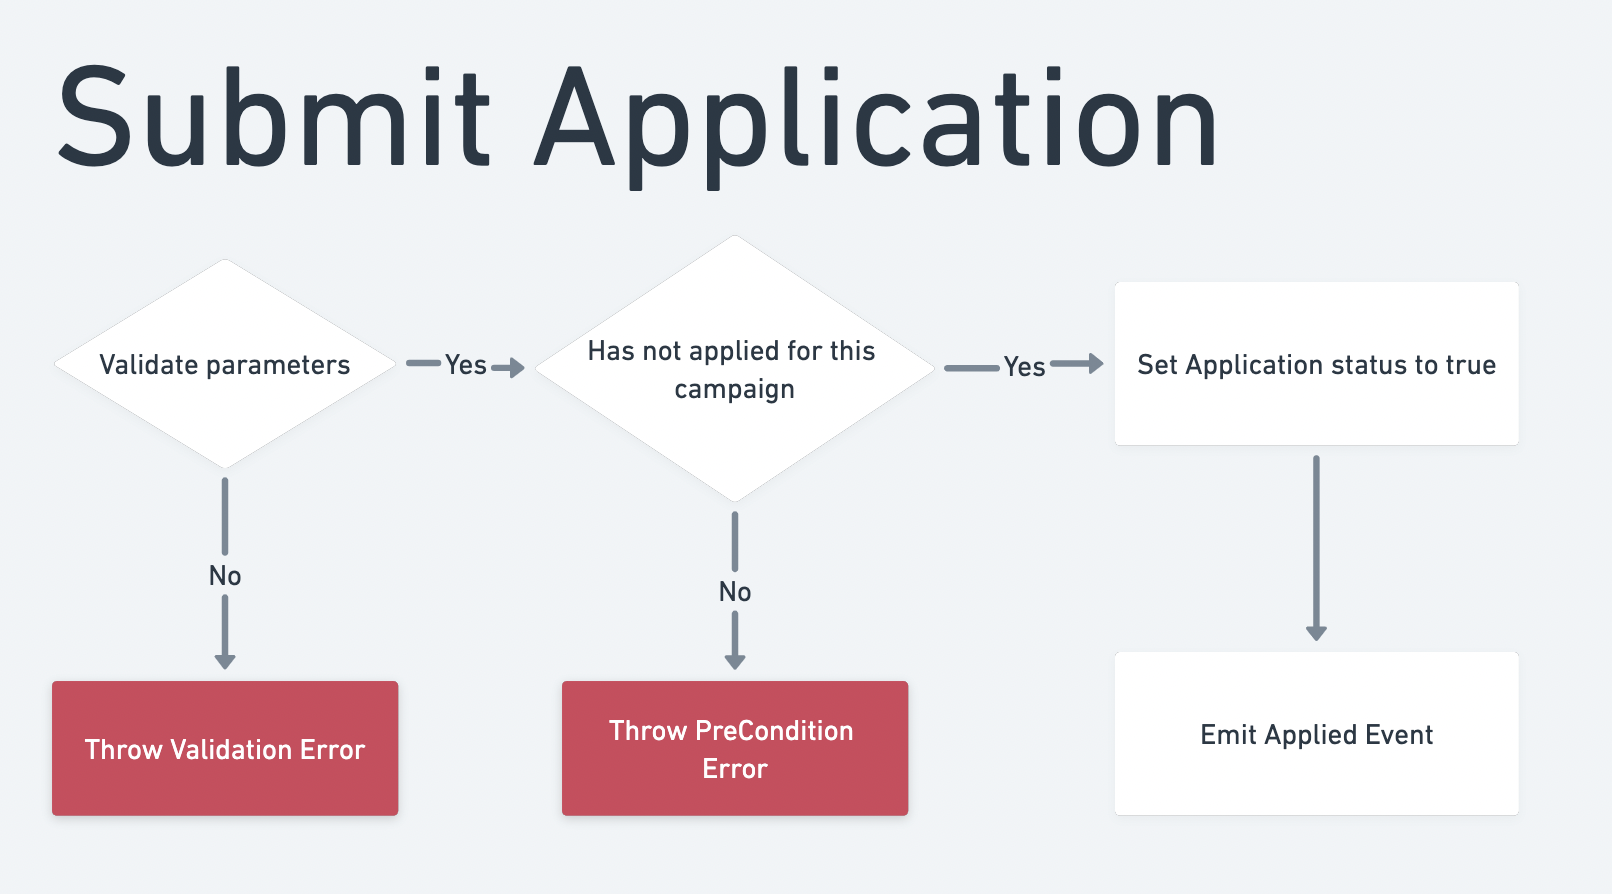 Submit Application
Validate parameters
Yes
Has not applied for this
campaign
Yes
Set Application status to true
No
No
Throw Validation Error
Throw PreCondition
Error
Emit Applied Event